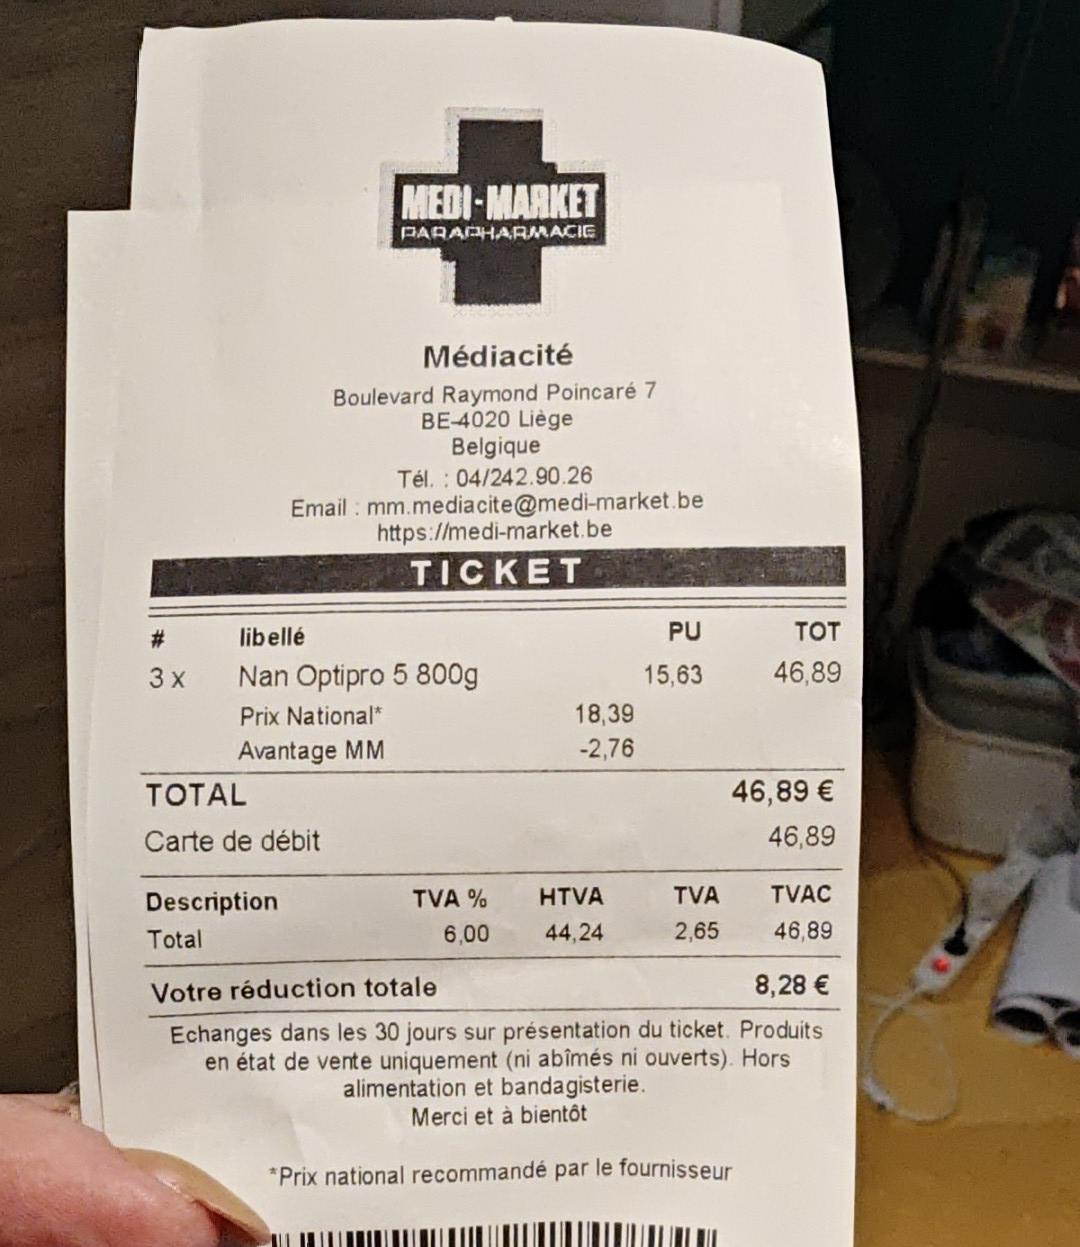 MEDI-MARKET
PARAPHARMACIE
Médiacité
Boulevard Raymond Poincaré 7
BE-4020 Liège
Belgique
Tél. : 04/242.90.26
Email : mm.mediacite@medi-market.be
https://medi-market.be
TICKET
# libellé PU TOT
3 x Nan Optipro 5 800g 15,63 46,89
Prix National* 18,39
Avantage MM -2,76
TOTAL 46,89 €
Carte de débit 46,89
Description TVA % HTVA TVA TVAC
Total 6,00 44,24 2,65 46,89
Votre réduction totale 8,28 €
Echanges dans les 30 jours sur présentation du ticket. Produits
en état de vente uniquement (ni abîmés ni ouverts). Hors
alimentation et bandagisterie.
Merci et à bientôt
*Prix national recommandé par le fournisseur